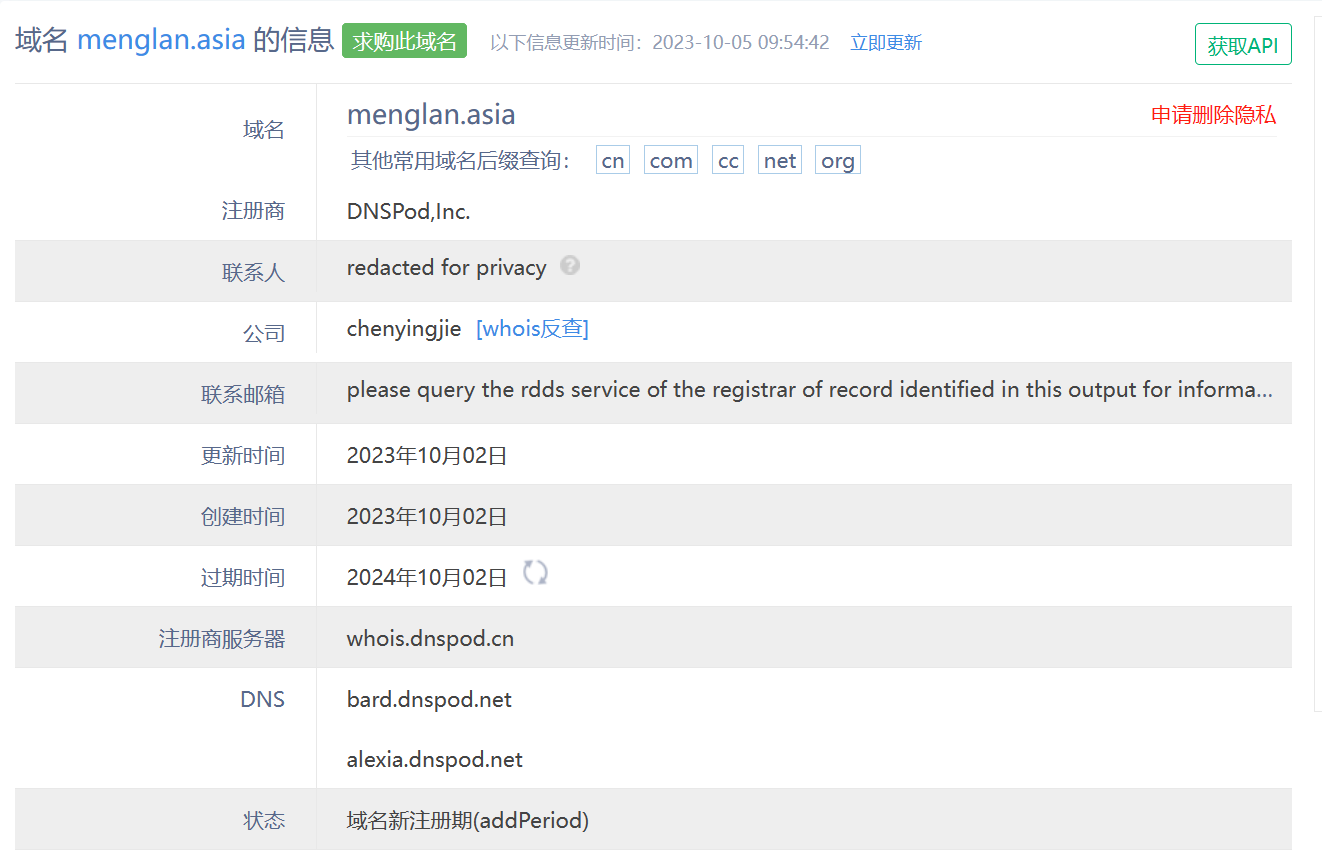 域名 menglan.asia 的信息 求购此域名 以下信息更新时间：2023-10-05 09:54:42 立即更新 获取API
域名 menglan.asia 申请删除隐私
其他常用域名后缀查询： cn com cc net org
注册商 DNSPod,Inc.
联系人 redacted for privacy ?
公司 chenyingjie [whois反查]
联系邮箱 please query the rdds service of the registrar of record identified in this output for informa...
更新时间 2023年10月02日
创建时间 2023年10月02日
过期时间 2024年10月02日
注册商服务器 whois.dnspod.cn
DNS bard.dnspod.net
alexia.dnspod.net
状态 域名新注册期(addPeriod)